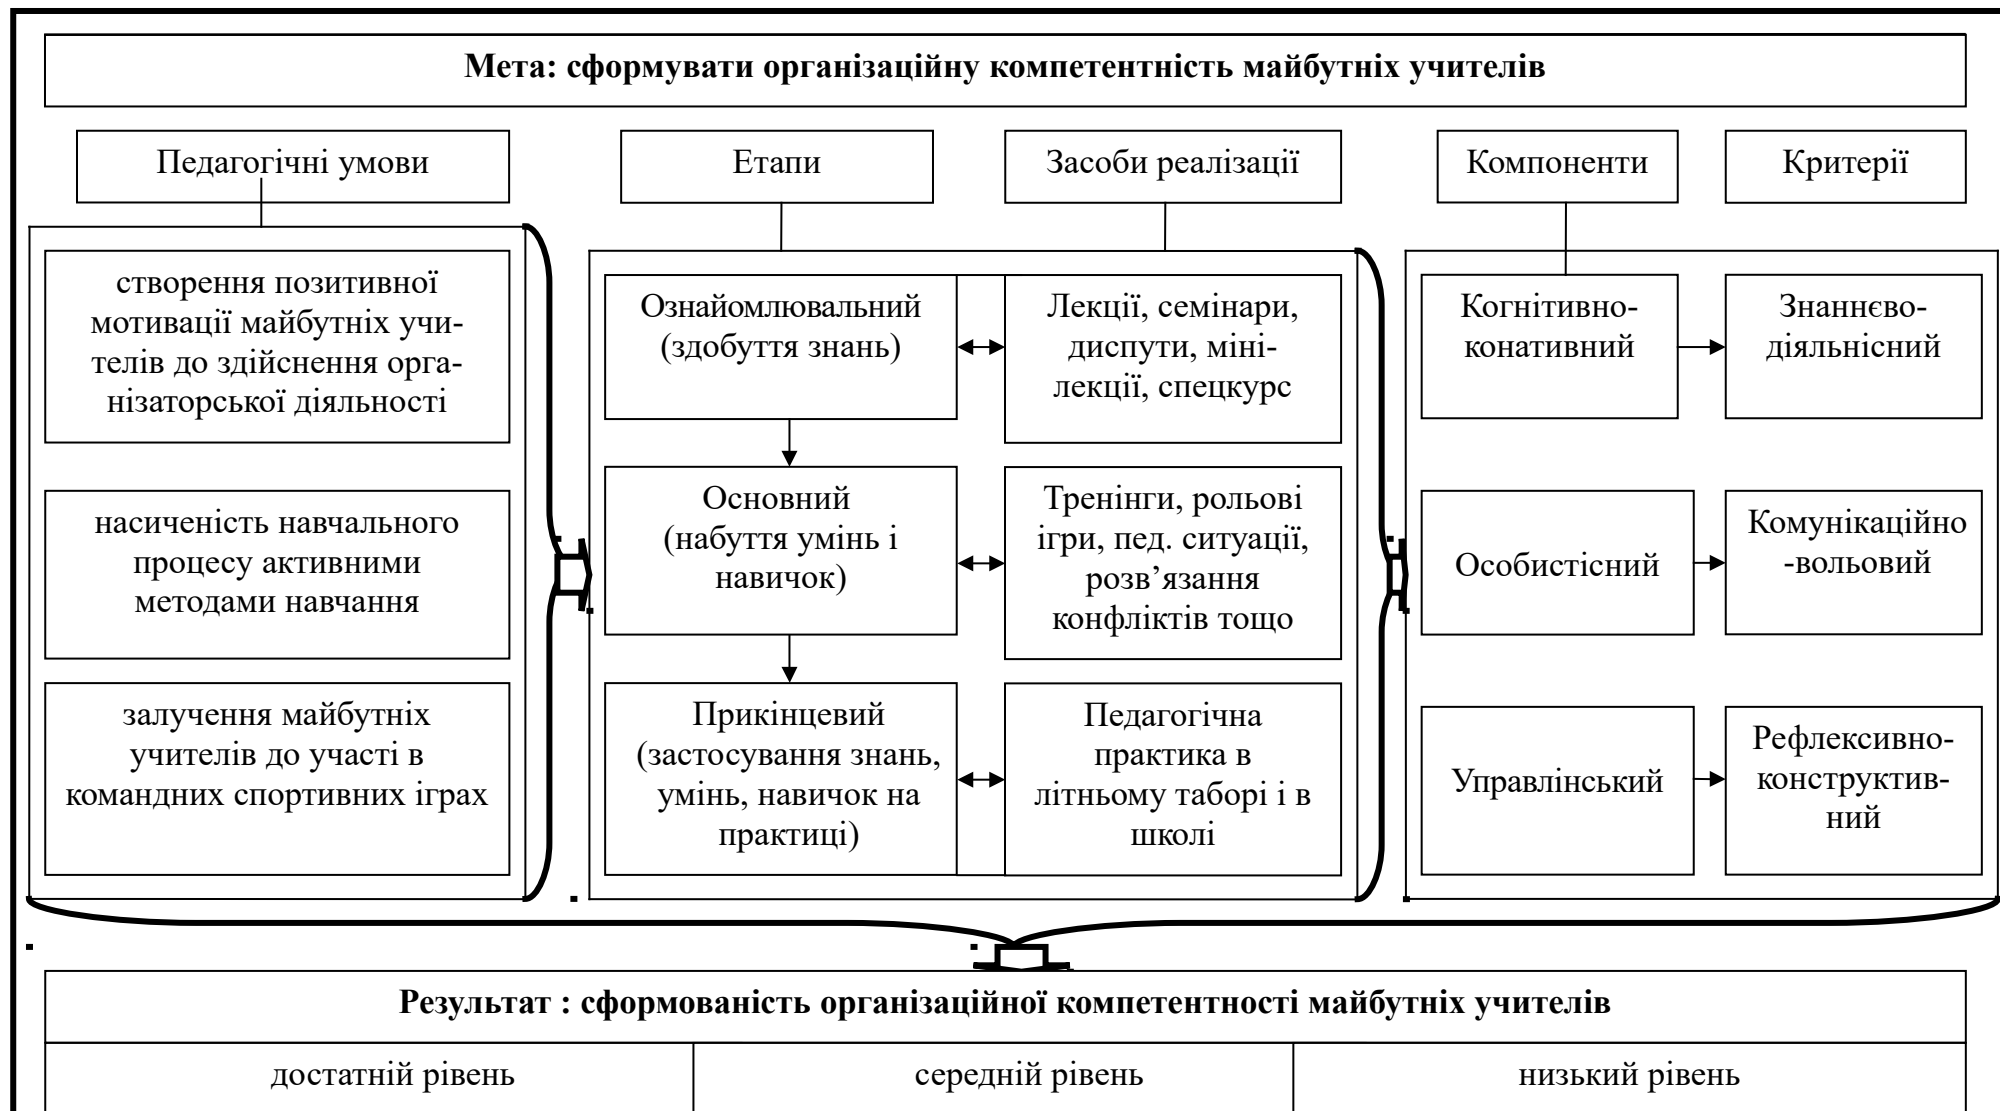 Мета: сформувати організаційну компетентність майбутніх учителів
Педагогічні умови
Етапи
Засоби реалізації
Компоненти
Критерії
створення позитивної
мотивації майбутніх учи-
телів до здійснення орга-
нізаторської діяльності
насиченість навчального
процесу активними
методами навчання
залучення майбутніх
учителів до участі в
командних спортивних іграх
Ознайомлювальний
(здобуття знань)
Лекції, семінари,
диспути, міні-
лекції, спецкурс
Основний
(набуття умінь і
навичок)
Тренінги, рольові
ігри, пед. ситуації,
розв’язання
конфліктів тощо
Прикінцевий
(застосування знань,
умінь, навичок на
практиці)
Педагогічна
практика в
літньому таборі і в
школі
Когнітивно-
конативний
Знаннєво-
діяльнісний
Особистісний
Комунікаційно
-вольовий
Управлінський
Рефлексивно-
конструктив-
ний
Результат : сформованість організаційної компетентності майбутніх учителів
достатній рівень
середній рівень
низький рівень